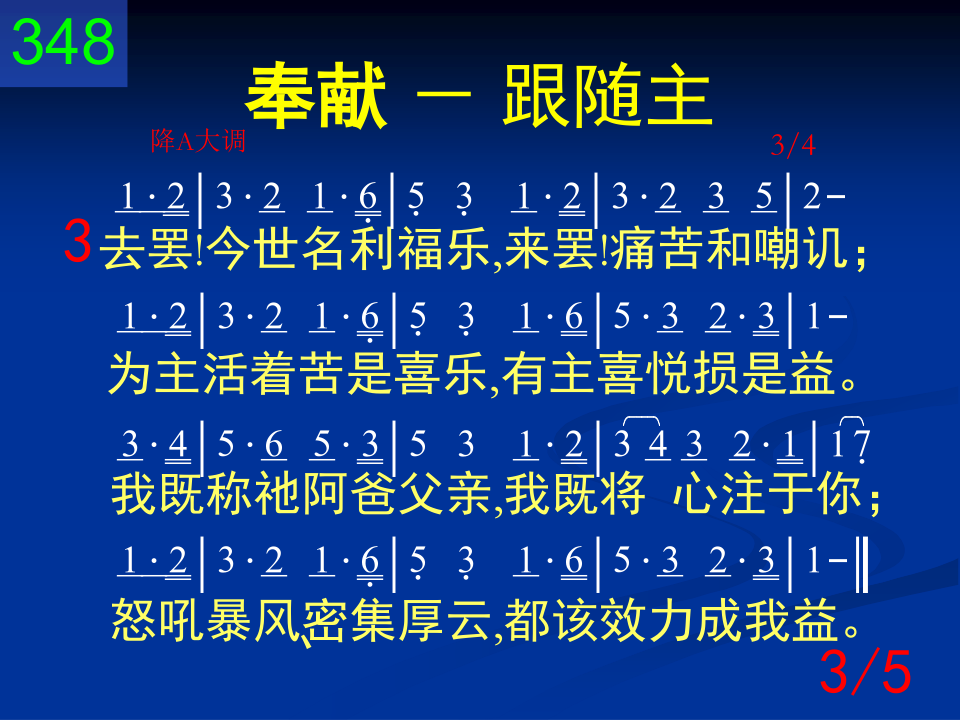 348
奉献 － 跟随主
降A大调 3/4
1·2|3·2 1·6|5 3 1·2|3·2 3 5|2-
3 去罢!今世名利福乐,来罢!痛苦和嘲讥；
1·2|3·2 1·6|5 3 1·6|5·3 2·3|1-
为主活着苦是喜乐,有主喜悦损是益。
3·4|5·6 5·3|5 3 1·2|3 4 3 2·1|1 7
我既称祂阿爸父亲,我既将 心注于你；
1·2|3·2 1·6|5 3 1·6|5·3 2·3|1-‖
怒吼暴风、密集厚云,都该效力成我益。
3/5